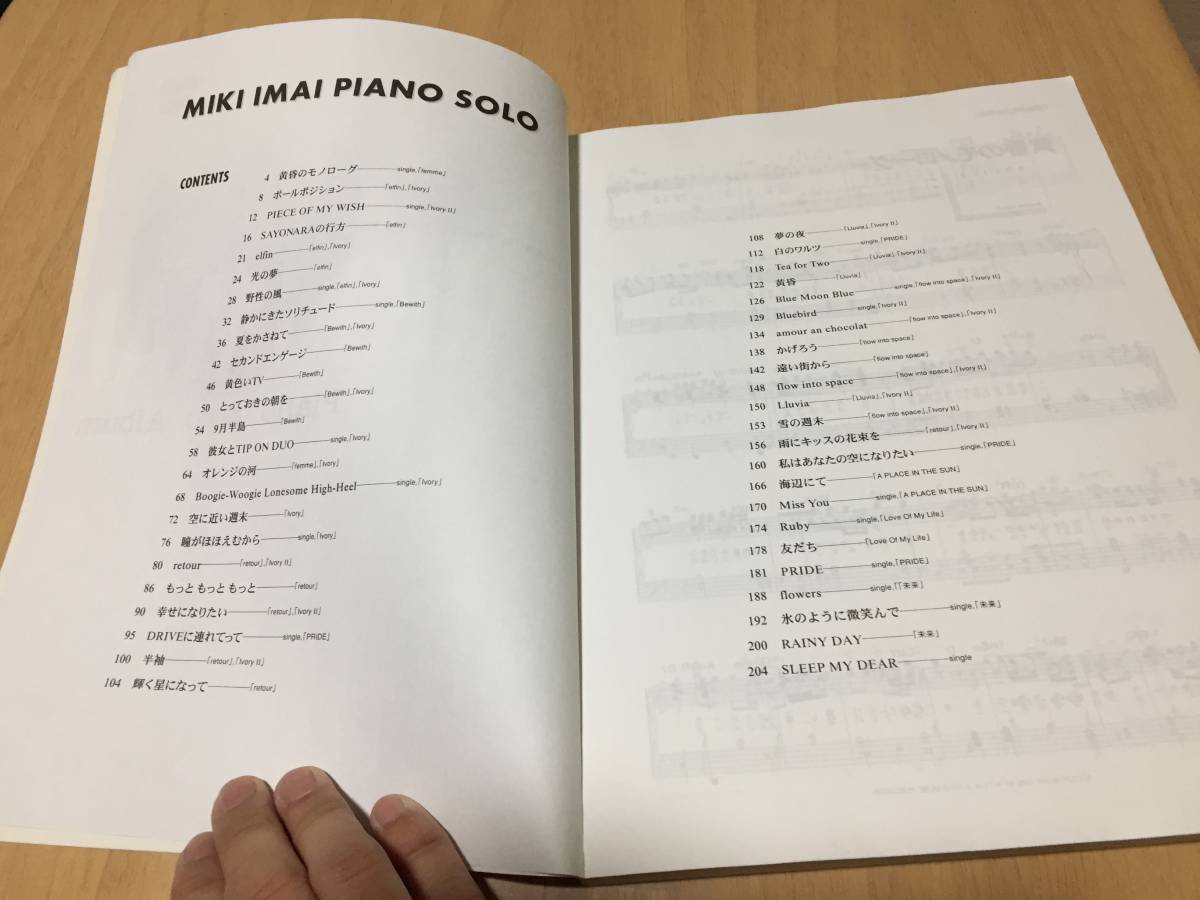 MIKI IMAI PIANO SOLO
CONTENTS
4 黄昏のモノローグ single,「femme」
8 ポールポジション 「elfin」,「Ivory」
12 PIECE OF MY WISH single,「Ivory II」
16 SAYONARAの行方 「elfin」
21 elfin 「elfin」,「Ivory」
24 光の夢 「elfin」
28 野性の風 single,「elfin」,「Ivory」
32 静かにきたソリチュード single,「Bewith」
36 夏をかさねて 「Bewith」,「Ivory」
42 セカンドエンゲージ 「Bewith」
46 黄色いTV 「Bewith」
50 とっておきの朝を 「Bewith」,「Ivory」
54 9月半島 「Bewith」
58 彼女とTIP ON DUO single,「Ivory」
64 オレンジの河 「femme」,「Ivory」
68 Boogie-Woogie Lonesome High-Heel single,「Ivory」
72 空に近い週末 「Ivory」
76 瞳がほほえむから single,「Ivory」
80 retour 「retour」,「Ivory II」
86 もっと もっと もっと 「retour」
90 幸せになりたい 「retour」,「Ivory II」
95 DRIVEに連れてって single,「PRIDE」
100 半袖 「retour」,「Ivory II」
104 輝く星になって 「retour」
108 夢の夜 「Lluvia」,「Ivory II」
112 白のワルツ single,「PRIDE」
118 Tea for Two 「Lluvia」,「Ivory II」
122 黄昏 「Lluvia」
126 Blue Moon Blue single,「flow into space」,「Ivory II」
129 Bluebird single,「Ivory II」
134 amour an chocolat 「flow into space」,「Ivory II」
138 かげろう 「flow into space」
142 遠い街から 「flow into space」
148 flow into space 「flow into space」,「Ivory II」
150 Lluvia 「Lluvia」,「Ivory II」
153 雪の週末 「flow into space」,「Ivory II」
156 雨にキッスの花束を 「retour」,「Ivory II」
160 私はあなたの空になりたい single,「PRIDE」
166 海辺にて 「A PLACE IN THE SUN」
170 Miss You single,「A PLACE IN THE SUN」
174 Ruby single,「Love Of My Life」
178 友だち 「Love Of My Life」
181 PRIDE single,「PRIDE」
188 flowers single,「「未来」
192 氷のように微笑んで single,「未来」
200 RAINY DAY 「未来」
204 SLEEP MY DEAR single